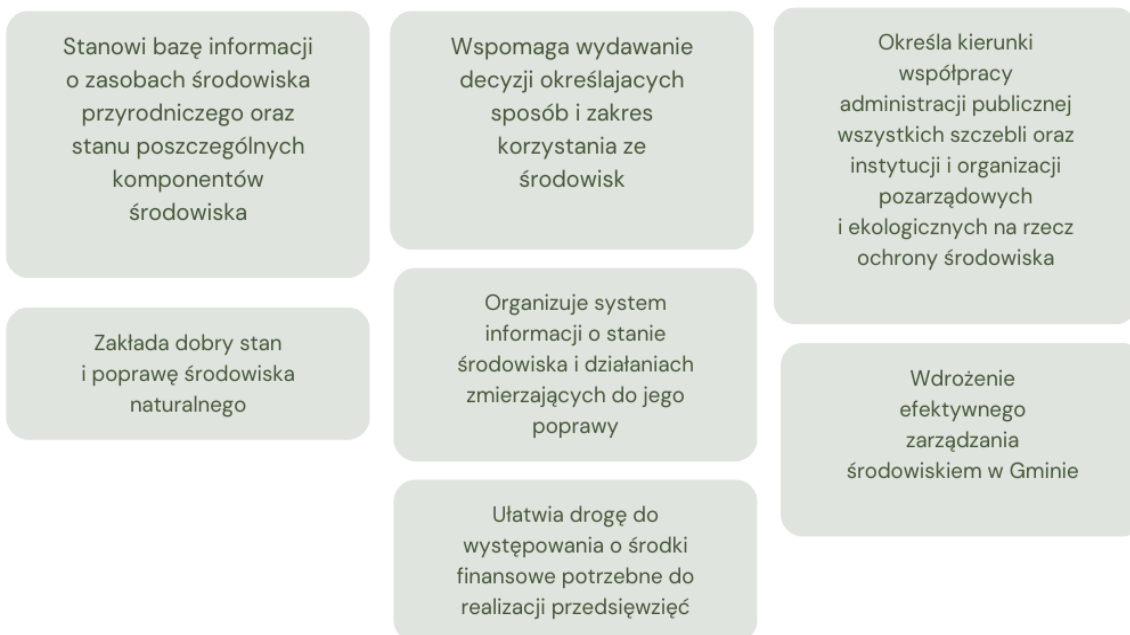 Stanowi bazę informacji
o zasobach środowiska
przyrodniczego oraz
stanu poszczególnych
komponentów
środowiska
Zakłada dobry stan
i poprawę środowiska
naturalnego
Wspomaga wydawanie
decyzji określajacych
sposób i zakres
korzystania ze
środowisk
Organizuje system
informacji o stanie
środowiska i działaniach
zmierzających do jego
poprawy
Ułatwia drogę do
występowania o środki
finansowe potrzebne do
realizacji przedsięwzięć
Określa kierunki
współpracy
administracji publicznej
wszystkich szczebli oraz
instytucji i organizacji
pozarządowych
i ekologicznych na rzecz
ochrony środowiska
Wdrożenie
efektywnego
zarządzania
środowiskiem w Gminie